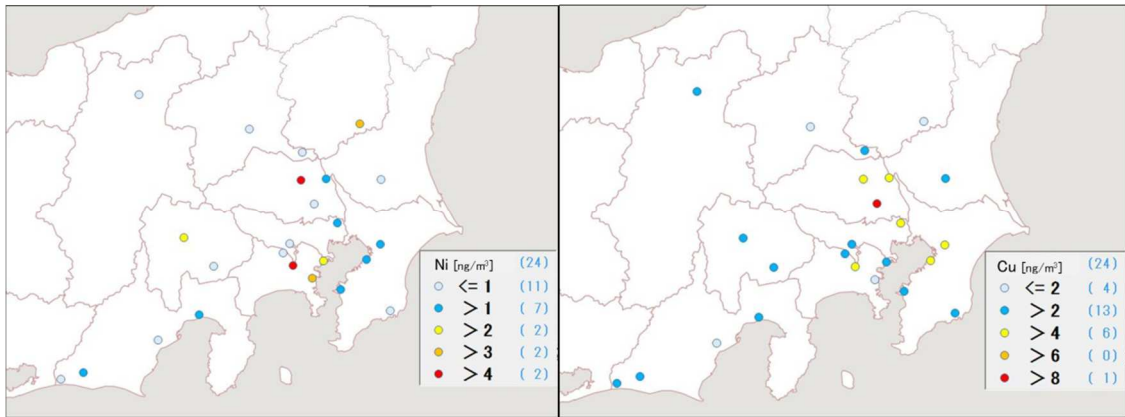 Ni [ng/m³] (24)
<= 1 (11)
> 1 ( 7)
> 2 ( 2)
> 3 ( 2)
> 4 ( 2)
Cu [ng/m³] (24)
<= 2 ( 4)
> 2 (13)
> 4 ( 6)
> 6 ( 0)
> 8 ( 1)